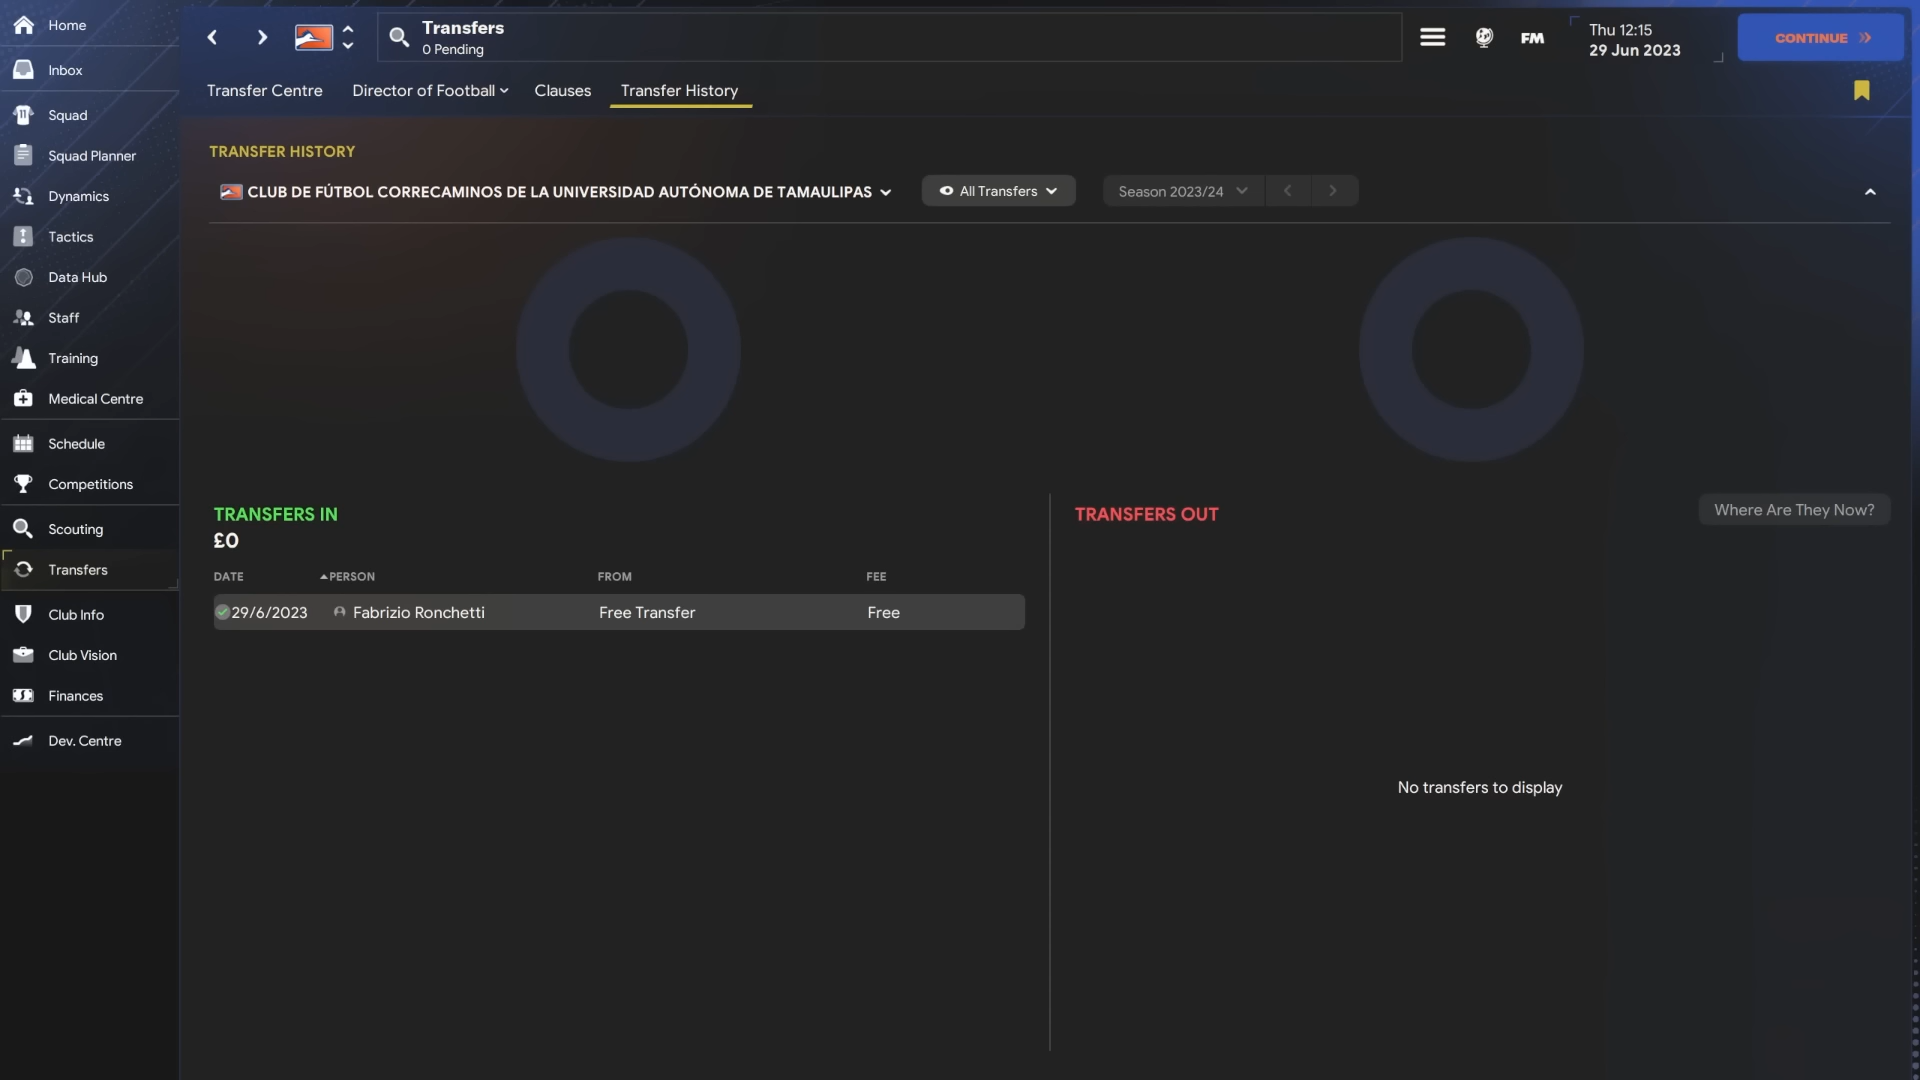 Home
Inbox
Squad
Squad Planner
Dynamics
Tactics
Data Hub
Staff
Training
Medical Centre
Schedule
Competitions
Scouting
Transfers
Club Info
Club Vision
Finances
Dev. Centre
Transfers
0 Pending
FM
Thu 12:15
29 Jun 2023
CONTINUE
Transfer Centre Director of Football Clauses Transfer History
TRANSFER HISTORY
CLUB DE FÚTBOL CORRECAMINOS DE LA UNIVERSIDAD AUTÓNOMA DE TAMAULIPAS All Transfers Season 2023/24
TRANSFERS IN
£0
DATE PERSON FROM FEE
29/6/2023 Fabrizio Ronchetti Free Transfer Free
TRANSFERS OUT
Where Are They Now?
No transfers to display